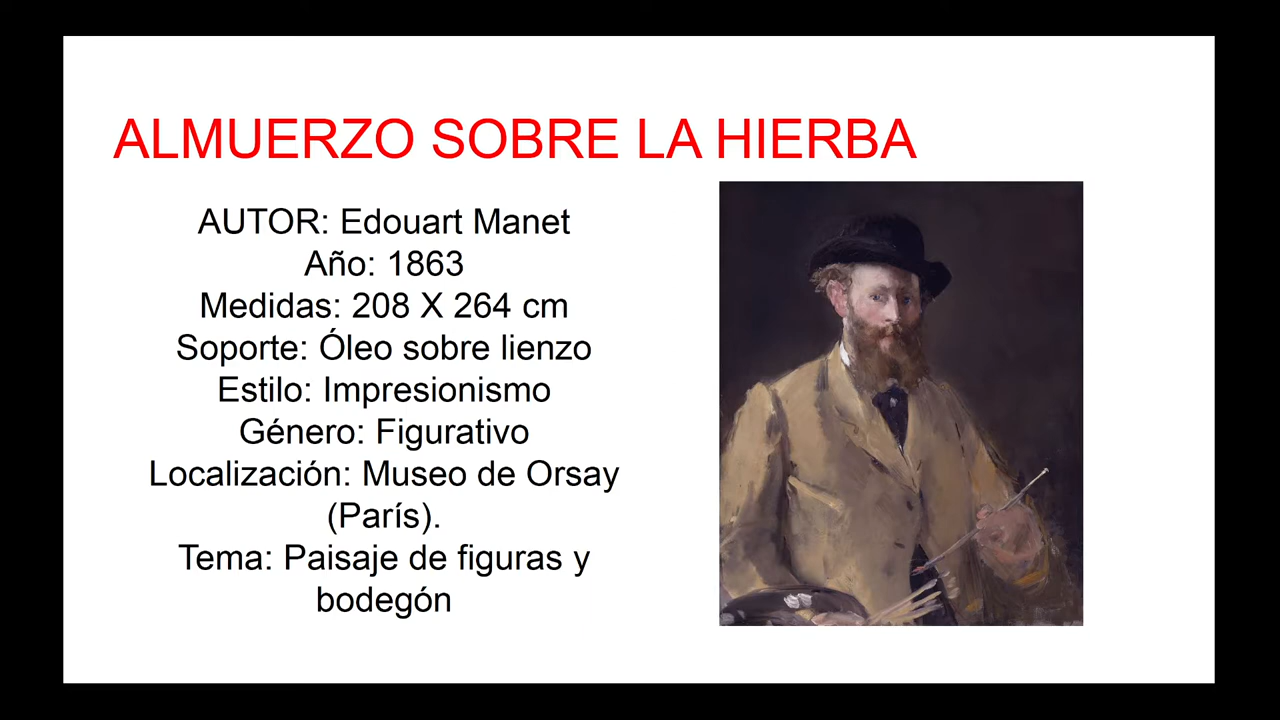 ALMUERZO SOBRE LA HIERBA
AUTOR: Edouart Manet
Año: 1863
Medidas: 208 X 264 cm
Soporte: Óleo sobre lienzo
Estilo: Impresionismo
Género: Figurativo
Localización: Museo de Orsay
(París).
Tema: Paisaje de figuras y
bodegón